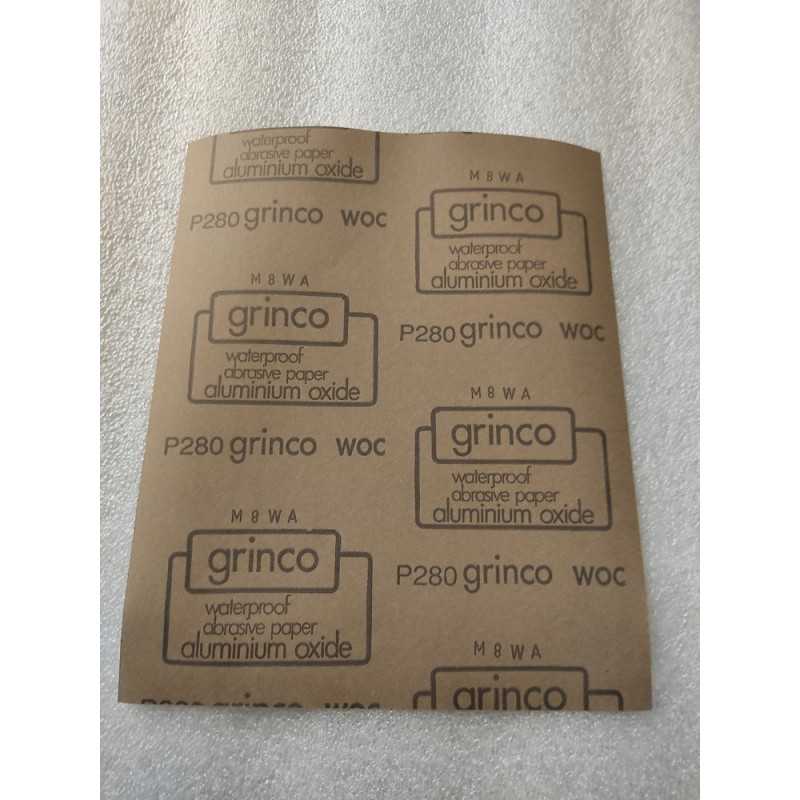 waterproof
abrasive paper
aluminium oxide
M8WA
P280 grinco woc
grinco
waterproof
abrasive paper
aluminium oxide
M8WA
grinco
P280 grinco woc
waterproof
abrasive paper
aluminium oxide
M8WA
P280 grinco woc
grinco
waterproof
abrasive paper
aluminium oxide
M8WA
grinco
P280 grinco woc
waterproof
abrasive paper
aluminium oxide
M8WA
grinco
grinco woc